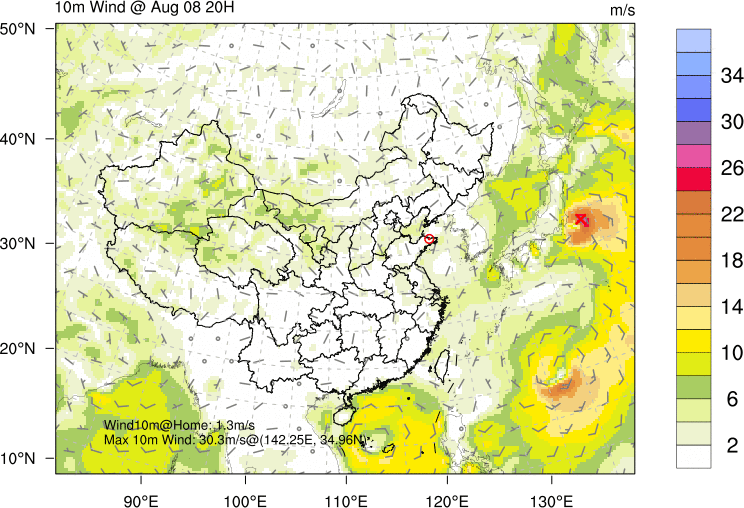 10m Wind @ Aug 08 20H
m/s
50°N
40°N
30°N
20°N
10°N
34
30
26
22
18
14
10
6
2
Wind10m@Home: 1.3m/s
Max 10m Wind: 30.3m/s@(142.25E, 34.96N)
90°E
100°E
110°E
120°E
130°E